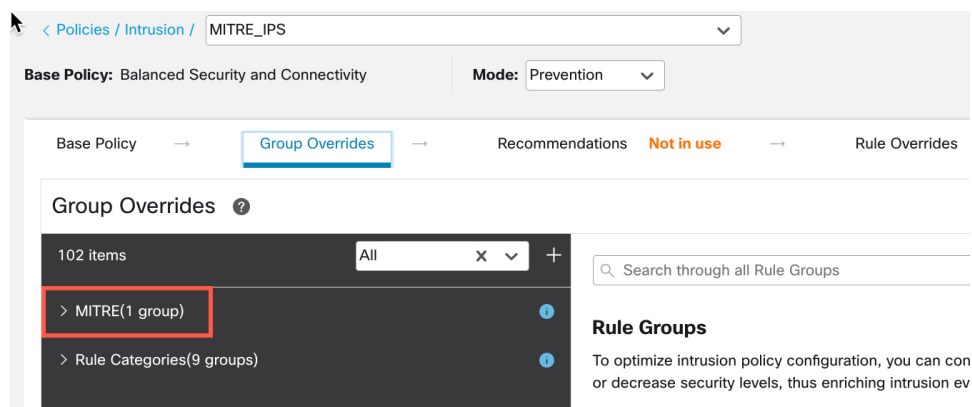 < Policies / Intrusion / MITRE_IPS
Base Policy: Balanced Security and Connectivity Mode: Prevention
Base Policy → Group Overrides → Recommendations Not in use → Rule Overrides
Group Overrides ?
102 items All X +
> MITRE(1 group) i
Search through all Rule Groups
Rule Groups
> Rule Categories(9 groups) i
To optimize intrusion policy configuration, you can con
or decrease security levels, thus enriching intrusion ev